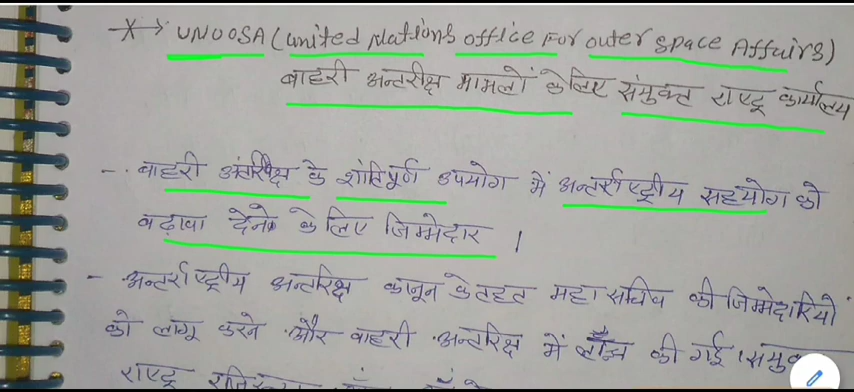 * → UNOOSA (United Nations office For outer space Affairs)
बाहरी अन्तरीक्ष मामलों के लिए संयुक्त राष्ट्र कार्यालय
- बाहरी अंतरिक्ष के शांतिपूर्ण उपयोग में अन्तर्राष्ट्रीय सहयोग को
बढ़ावा देने के लिए जिम्मेदार ।
- अन्तर्राष्ट्रीय अन्तरिक्ष कानून के तहत महासचिव की जिम्मेदारियों
को लागू करने और बाहरी अन्तरिक्ष में लॉन्च की गई संयुक्त
राष्ट्र